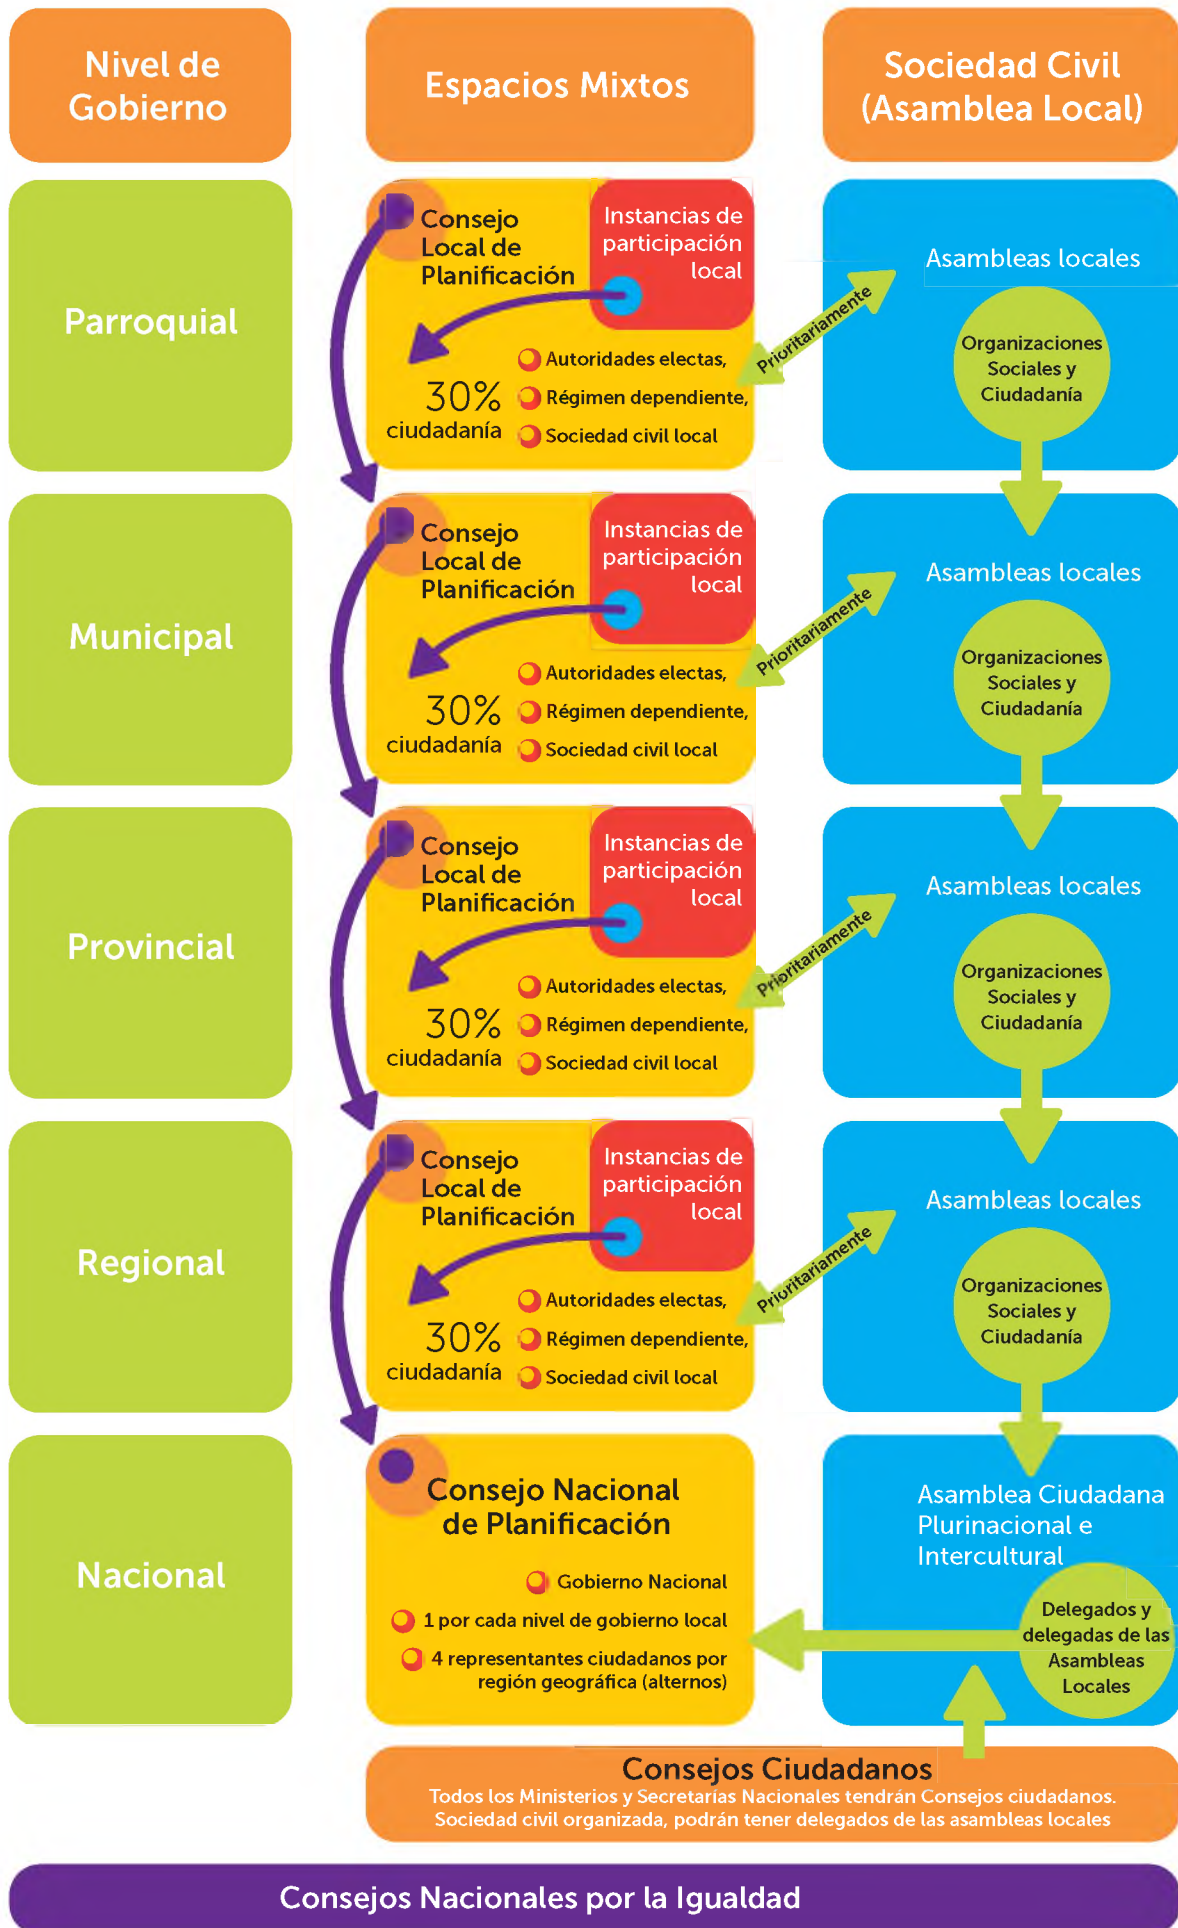 Nivel de
Gobierno
Espacios Mixtos
Sociedad Civil
(Asamblea Local)
Parroquial
Consejo
Local de
Planificación
Instancias de
participación
local
30%
ciudadanía
Autoridades electas,
Régimen dependiente,
Sociedad civil local
Prioritariamente
Asambleas locales
Organizaciones
Sociales y
Ciudadanía
Municipal
Consejo
Local de
Planificación
Instancias de
participación
local
30%
ciudadanía
Autoridades electas,
Régimen dependiente,
Sociedad civil local
Prioritariamente
Asambleas locales
Organizaciones
Sociales y
Ciudadanía
Provincial
Consejo
Local de
Planificación
Instancias de
participación
local
30%
ciudadanía
Autoridades electas,
Régimen dependiente,
Sociedad civil local
Prioritariamente
Asambleas locales
Organizaciones
Sociales y
Ciudadanía
Regional
Consejo
Local de
Planificación
Instancias de
participación
local
30%
ciudadanía
Autoridades electas,
Régimen dependiente,
Sociedad civil local
Prioritariamente
Asambleas locales
Organizaciones
Sociales y
Ciudadanía
Nacional
Consejo Nacional
de Planificación
Gobierno Nacional
1 por cada nivel de gobierno local
4 representantes ciudadanos por
región geográfica (alternos)
Asamblea Ciudadana
Plurinacional e
Intercultural
Delegados y
delegadas de las
Asambleas
Locales
Consejos Ciudadanos
Todos los Ministerios y Secretarías Nacionales tendrán Consejos ciudadanos.
Sociedad civil organizada, podrán tener delegados de las asambleas locales
Consejos Nacionales por la Igualdad